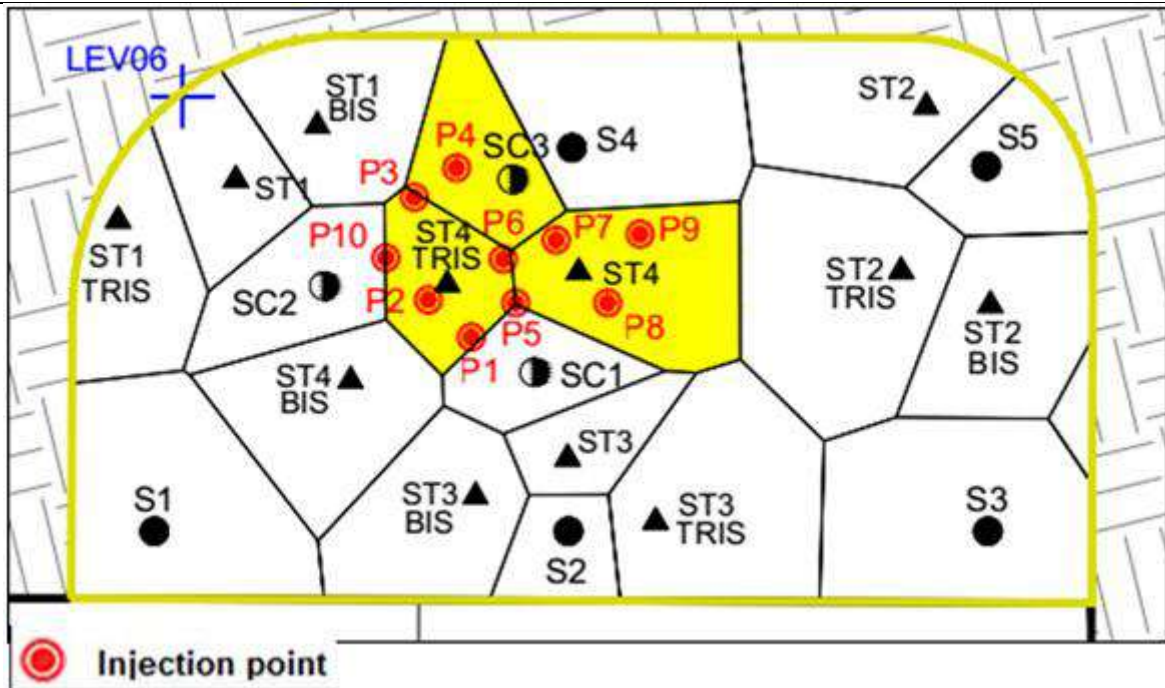 LEV06
ST1
BIS
ST2
P4
SC3
S4
S5
P3
ST1
ST1
TRIS
P10
ST4
TRIS
P6
P7
P9
ST4
SC2
P2
P5
P8
ST2
TRIS
ST2
BIS
P1
SC1
ST4
BIS
ST3
S1
ST3
BIS
ST3
TRIS
S3
S2
Injection point